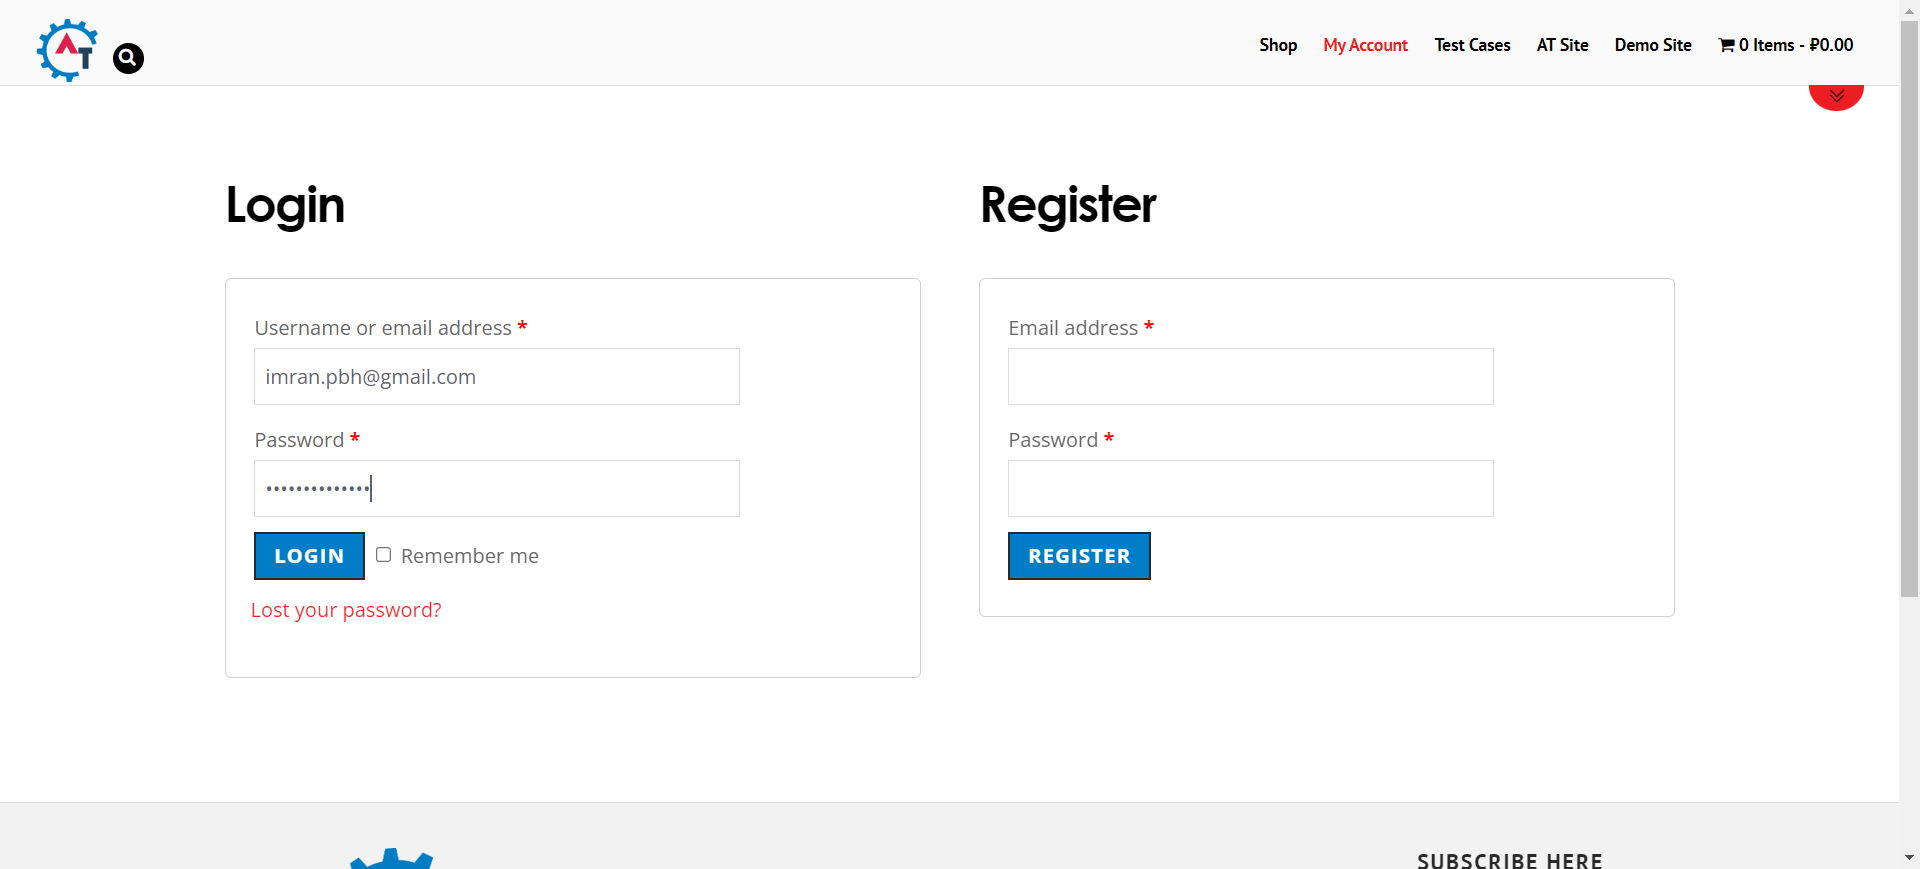 AT
Shop
My Account
Test Cases
AT Site
Demo Site
0 Items - ₽0.00
Login
Register
Username or email address *
imran.pbh@gmail.com
Password *
••••••••••••••
LOGIN
Remember me
Lost your password?
Email address *
Password *
REGISTER
SUBSCRIBE HERE